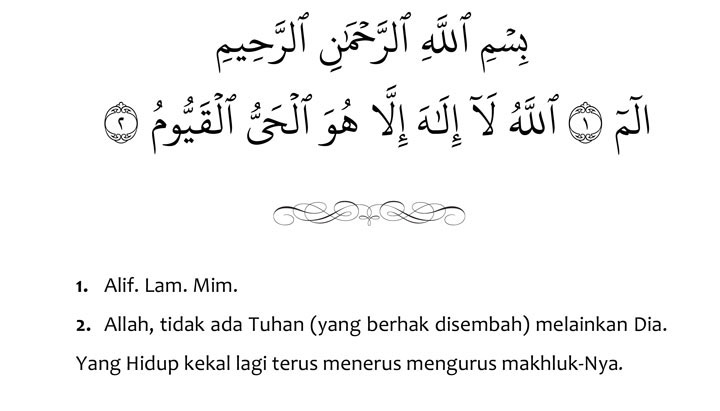 بِسْمِ ٱللَّهِ ٱلرَّحْمَٰنِ ٱلرَّحِيمِ
الٓمٓ ١ ٱللَّهُ لَآ إِلَٰهَ إِلَّا هُوَ ٱلْحَىُّ ٱلْقَيُّومُ ٢
1. Alif. Lam. Mim.
2. Allah, tidak ada Tuhan (yang berhak disembah) melainkan Dia.
Yang Hidup kekal lagi terus menerus mengurus makhluk-Nya.